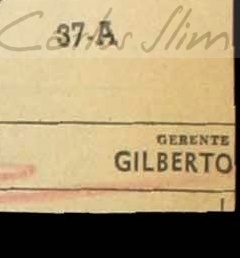 Carlos Slim
37-A
GERENTE
GILBERTO